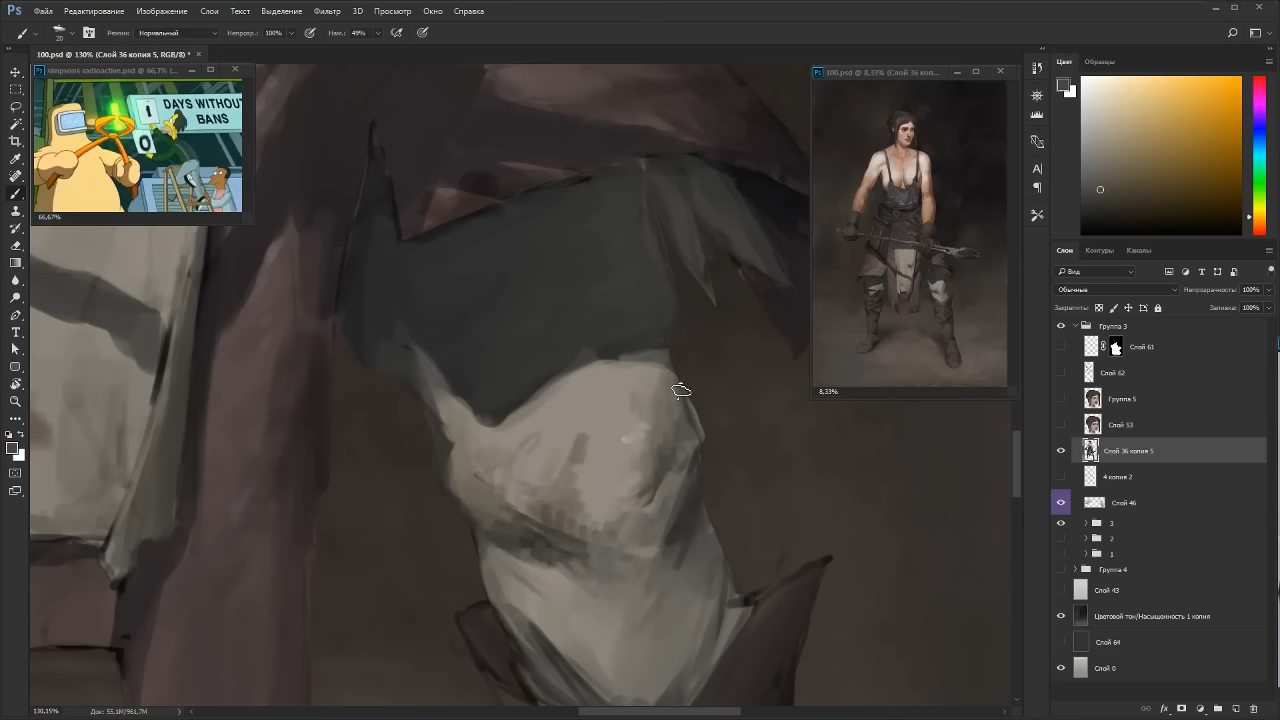 Ps Файл Редактирование Изображение Слои Текст Выделение Фильтр 3D Просмотр Окно Справка
20 Режим: Нормальный Непрозр.: 100% Наж.: 49%
100.psd @ 130% (Слой 36 копия 5, RGB/8) *
simpsons-radioactive.psd @ 66,7% (...
1 DAYS WITHOUT
BANS
0
66,67%
100.psd @ 8,33% (Слой 36 коп...
8,33%
Цвет Образцы
Слои Контуры Каналы
Вид
Обычные Непрозрачность: 100%
Закрепить: Заливка: 100%
Группа 3
Слой 61
Слой 62
Группа 5
Слой 53
Слой 36 копия 5
4 копия 2
Слой 46
3
2
1
Группа 4
Слой 43
Цветовой тон/Насыщенность 1 копия
Слой 64
Слой 0
130,15% Док: 55,1M/961,7M